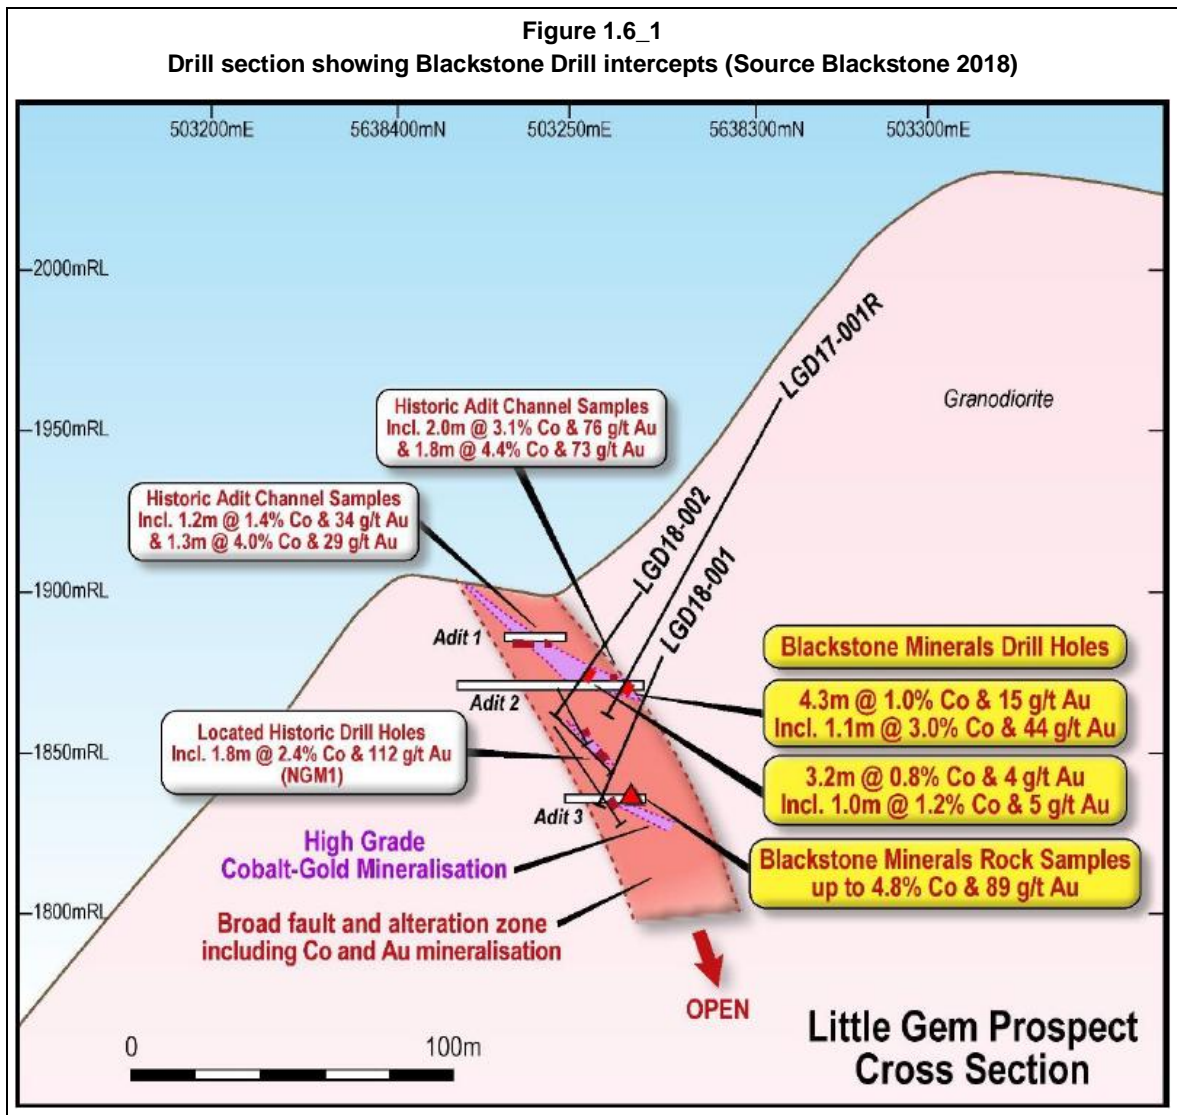 Figure 1.6_1
Drill section showing Blackstone Drill intercepts (Source Blackstone 2018)
503200mE
5638400mN
503250mE
5638300mN
503300mE
2000mRL
1950mRL
1900mRL
1850mRL
1800mRL
LGD17-001R
LGD18-002
LGD18-001
Granodiorite
Historic Adit Channel Samples
Incl. 2.0m @ 3.1% Co & 76 g/t Au
& 1.8m @ 4.4% Co & 73 g/t Au
Historic Adit Channel Samples
Incl. 1.2m @ 1.4% Co & 34 g/t Au
& 1.3m @ 4.0% Co & 29 g/t Au
Adit 1
Adit 2
Adit 3
Located Historic Drill Holes
Incl. 1.8m @ 2.4% Co & 112 g/t Au
(NGM1)
Blackstone Minerals Drill Holes
4.3m @ 1.0% Co & 15 g/t Au
Incl. 1.1m @ 3.0% Co & 44 g/t Au
3.2m @ 0.8% Co & 4 g/t Au
Incl. 1.0m @ 1.2% Co & 5 g/t Au
Blackstone Minerals Rock Samples
up to 4.8% Co & 89 g/t Au
High Grade
Cobalt-Gold Mineralisation
Broad fault and alteration zone
including Co and Au mineralisation
OPEN
Little Gem Prospect
Cross Section
0
100m